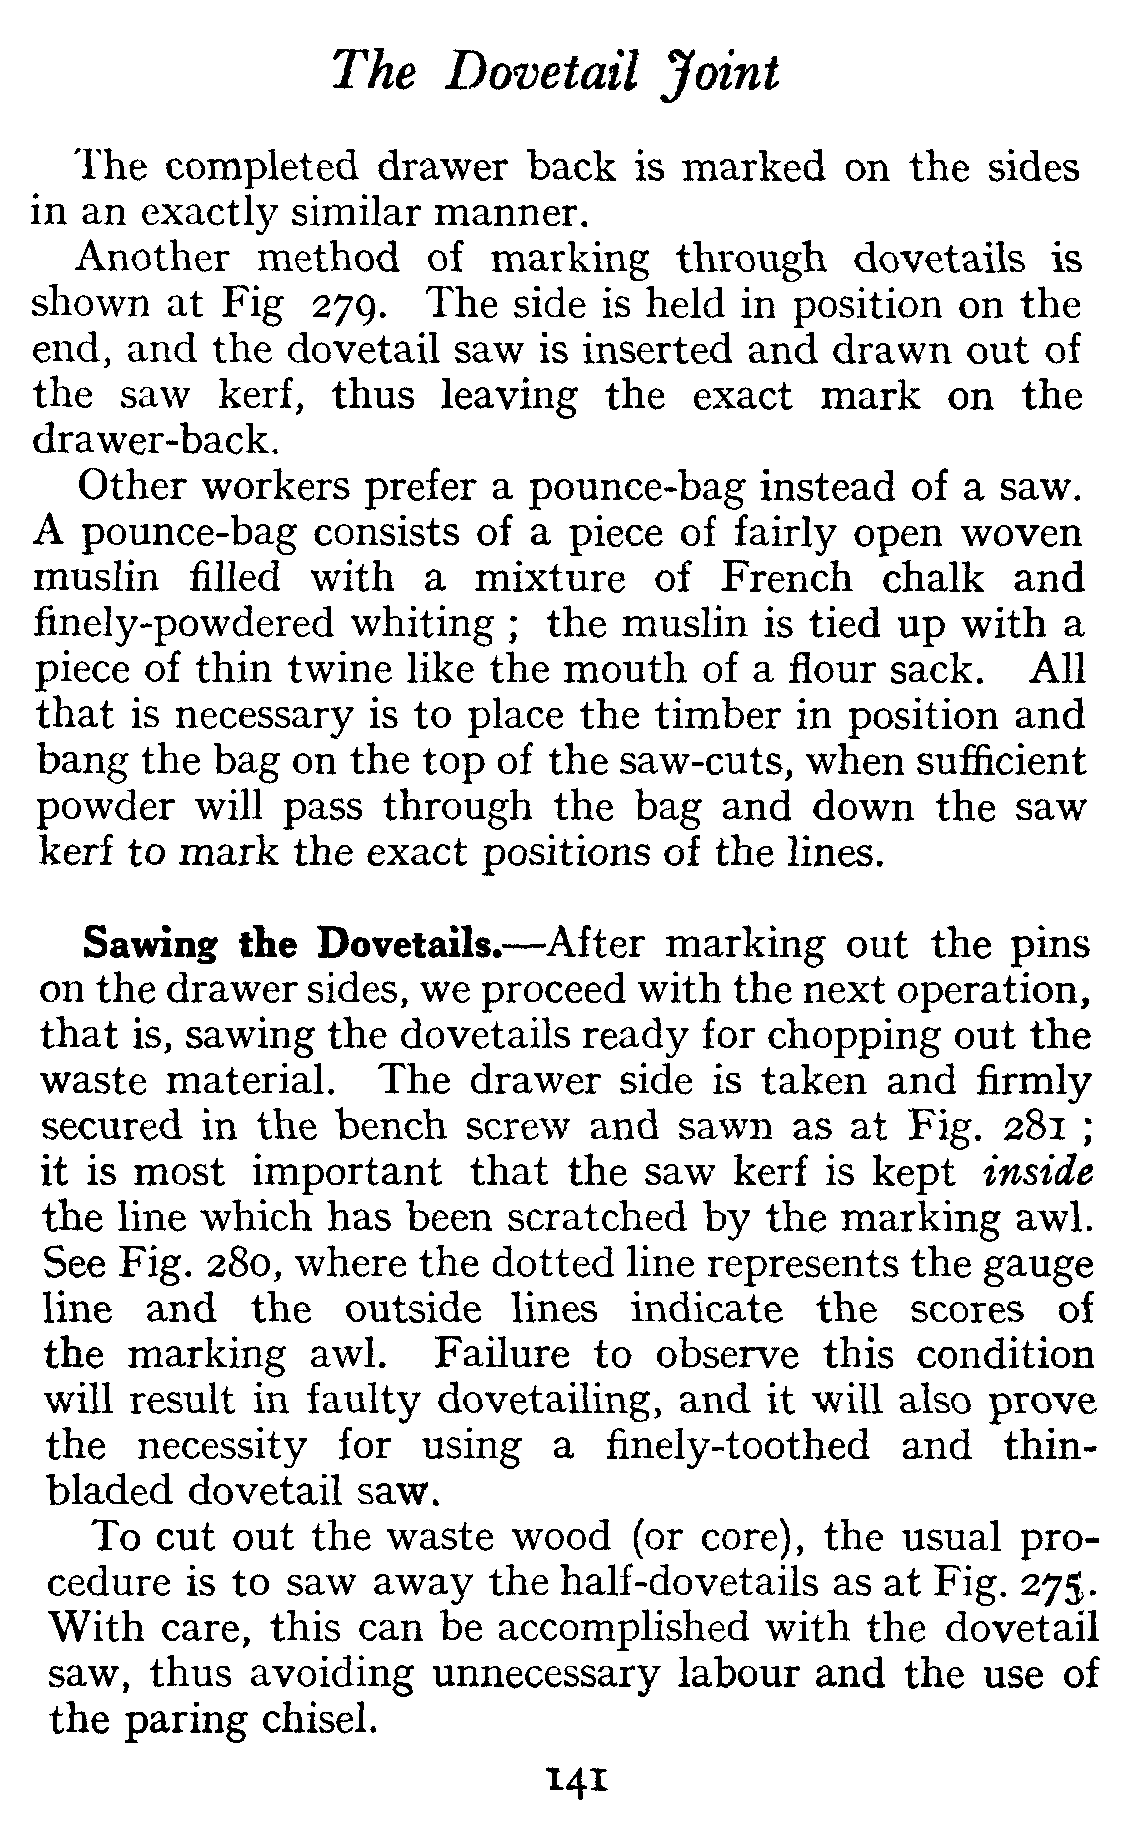 The Dovetail Joint
The completed drawer back is marked on the sides
in an exactly similar manner.
Another method of marking through dovetails is
shown at Fig 279. The side is held in position on the
end, and the dovetail saw is inserted and drawn out of
the saw kerf, thus leaving the exact mark on the
drawer-back.
Other workers prefer a pounce-bag instead of a saw.
A pounce-bag consists of a piece of fairly open woven
muslin filled with a mixture of French chalk and
finely-powdered whiting ; the muslin is tied up with a
piece of thin twine like the mouth of a flour sack. All
that is necessary is to place the timber in position and
bang the bag on the top of the saw-cuts, when sufficient
powder will pass through the bag and down the saw
kerf to mark the exact positions of the lines.
Sawing the Dovetails.—After marking out the pins
on the drawer sides, we proceed with the next operation,
that is, sawing the dovetails ready for chopping out the
waste material. The drawer side is taken and firmly
secured in the bench screw and sawn as at Fig. 281 ;
it is most important that the saw kerf is kept inside
the line which has been scratched by the marking awl.
See Fig. 280, where the dotted line represents the gauge
line and the outside lines indicate the scores of
the marking awl. Failure to observe this condition
will result in faulty dovetailing, and it will also prove
the necessity for using a finely-toothed and thin-
bladed dovetail saw.
To cut out the waste wood (or core), the usual pro-
cedure is to saw away the half-dovetails as at Fig. 275.
With care, this can be accomplished with the dovetail
saw, thus avoiding unnecessary labour and the use of
the paring chisel.
141